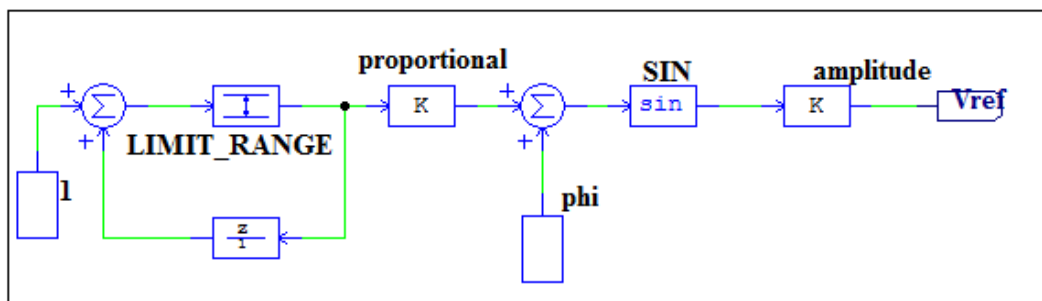 proportional
SIN
amplitude
+
Σ
K
+
Σ
sin
K
Vref
+
LIMIT_RANGE
+
1
phi
z
1